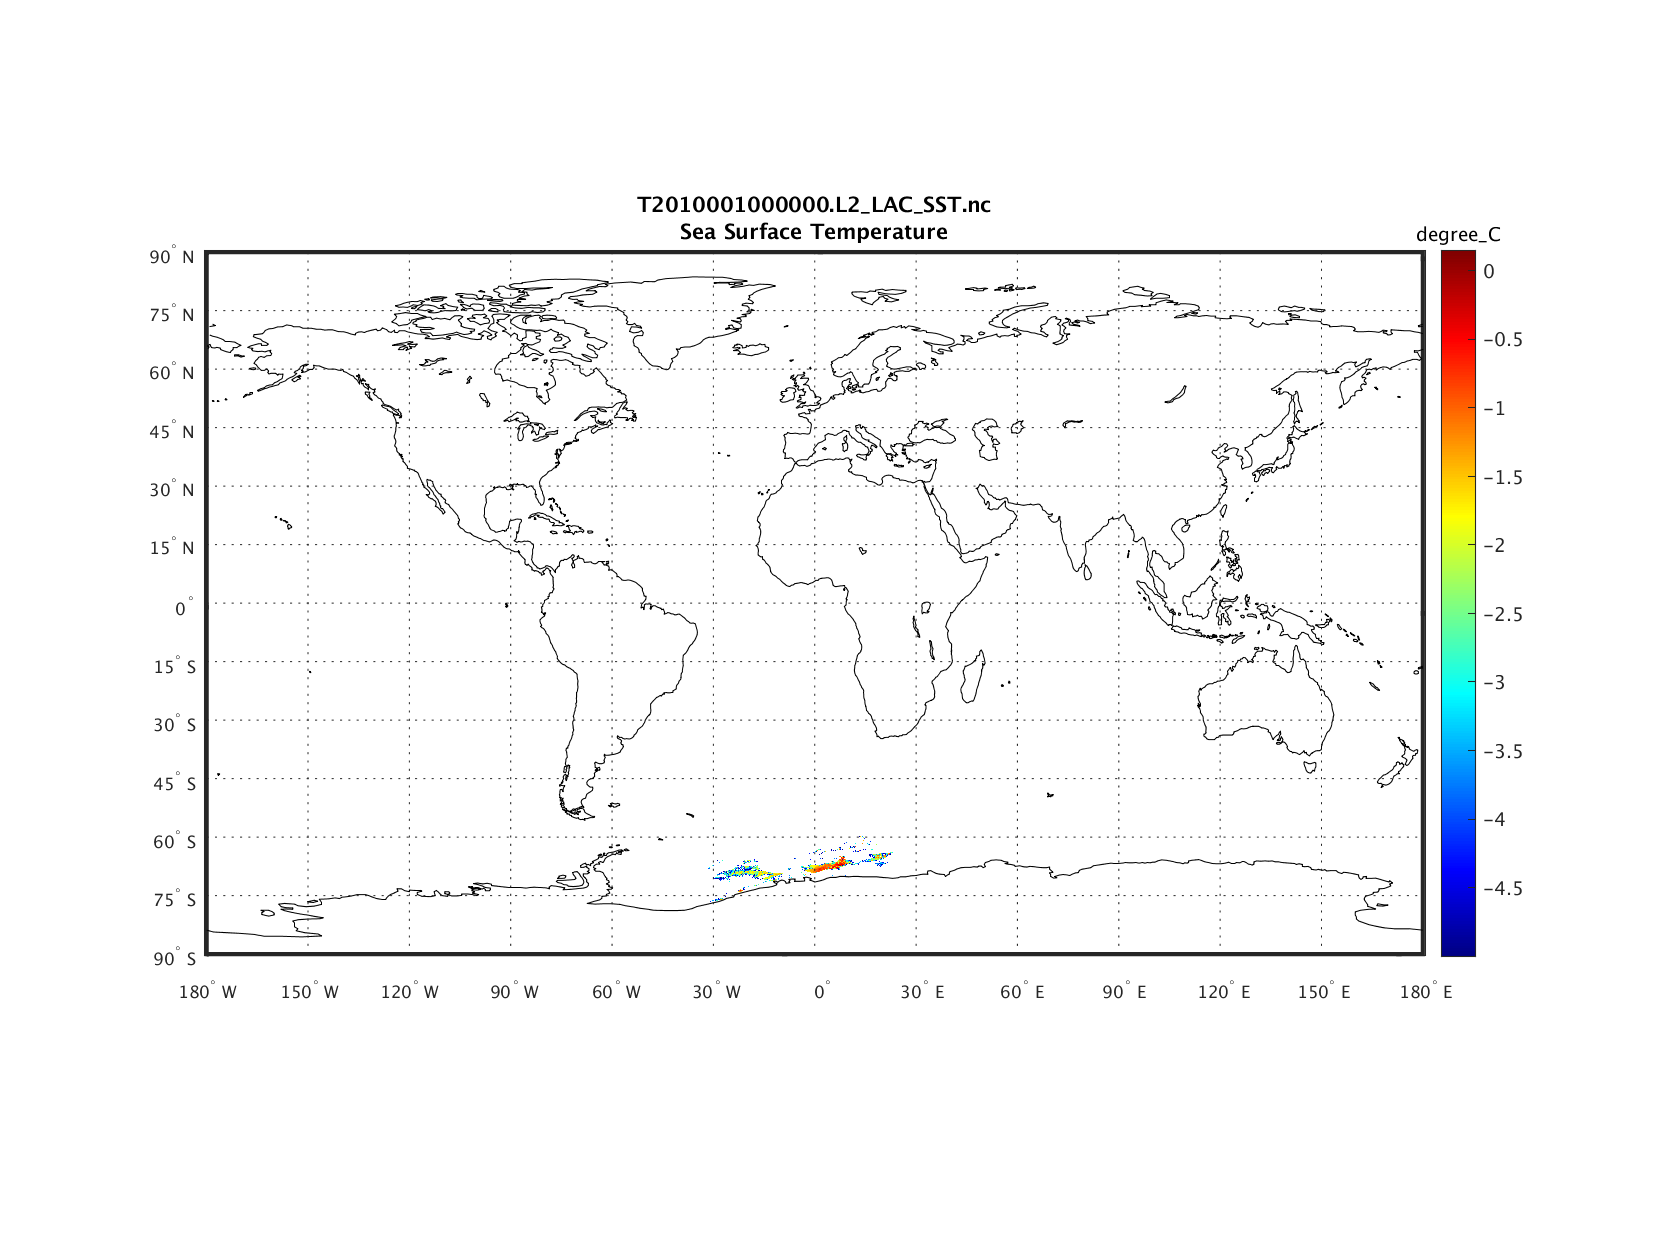 T2010001000000.L2_LAC_SST.nc
Sea Surface Temperature
degree_C
90° N
75° N
60° N
45° N
30° N
15° N
0°
15° S
30° S
45° S
60° S
75° S
90° S
180° W 150° W 120° W 90° W 60° W 30° W 0° 30° E 60° E 90° E 120° E 150° E 180° E
0
−0.5
−1
−1.5
−2
−2.5
−3
−3.5
−4
−4.5